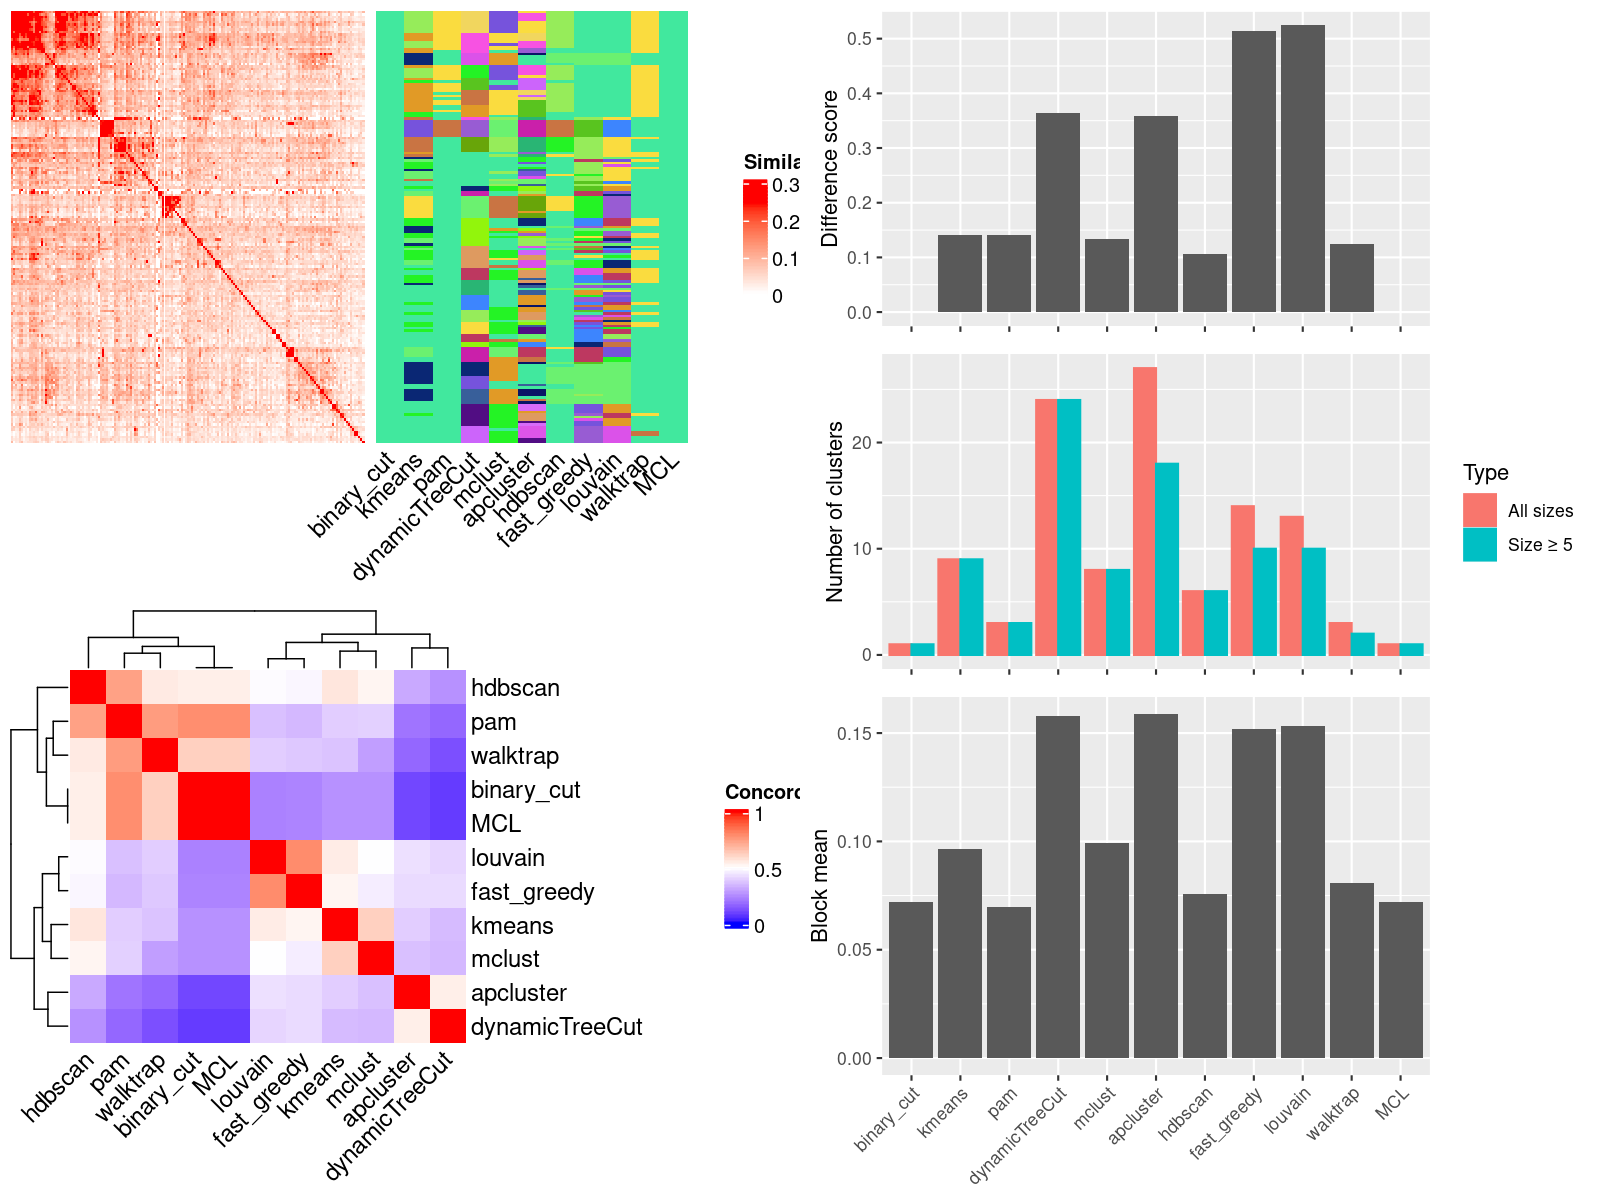 Simila
0.3
0.2
0.1
0
binary_cut
kmeans
pam
dynamicTreeCut
mclust
apcluster
hdbscan
fast_greedy
louvain
walktrap
MCL
hdbscan
pam
walktrap
binary_cut
MCL
louvain
fast_greedy
kmeans
mclust
apcluster
dynamicTreeCut
hdbscan
pam
walktrap
binary_cut
MCL
louvain
fast_greedy
kmeans
mclust
apcluster
dynamicTreeCut
Concord
1
0.5
0
Difference score
0.5
0.4
0.3
0.2
0.1
0.0
Number of clusters
20
10
0
Type
All sizes
Size ≥ 5
Block mean
0.15
0.10
0.05
0.00
binary_cut
kmeans
pam
dynamicTreeCut
mclust
apcluster
hdbscan
fast_greedy
louvain
walktrap
MCL